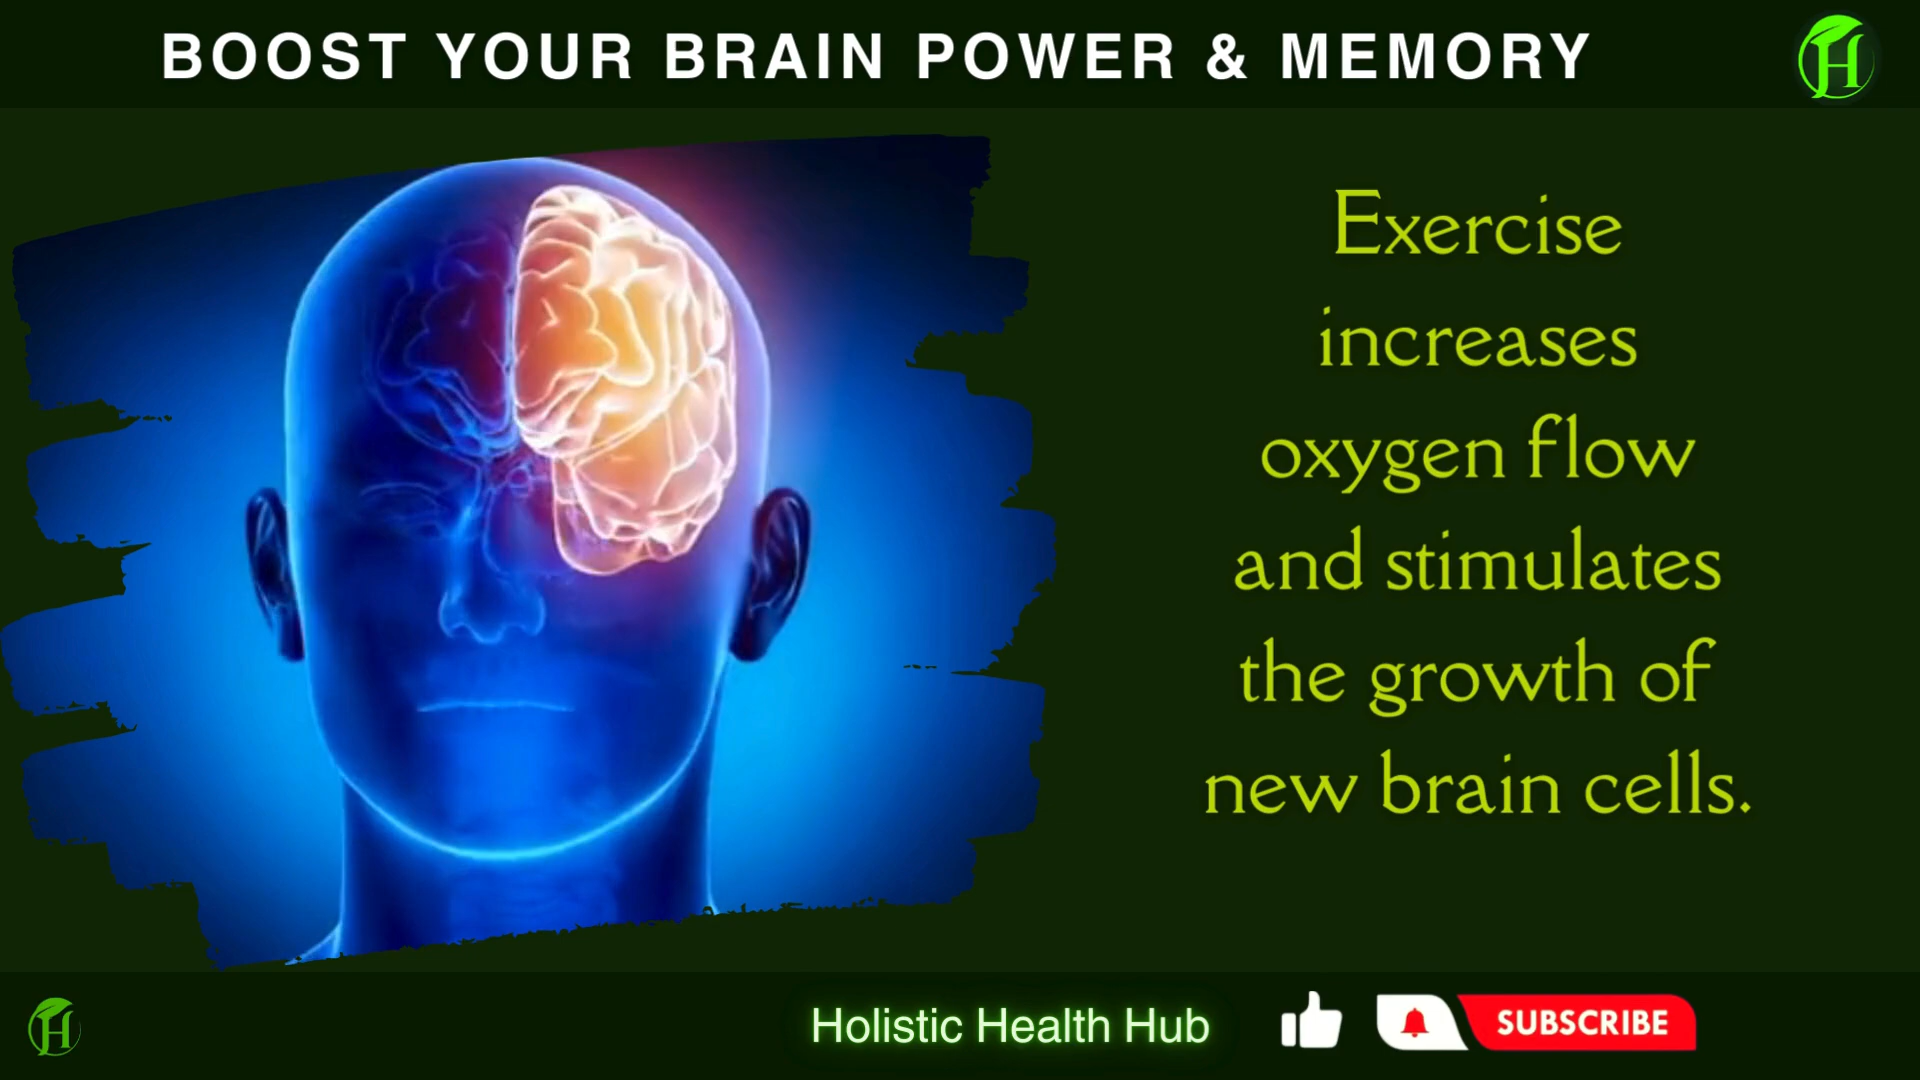 BOOST YOUR BRAIN POWER & MEMORY
Exercise
increases
oxygen flow
and stimulates
the growth of
new brain cells.
Holistic Health Hub
SUBSCRIBE